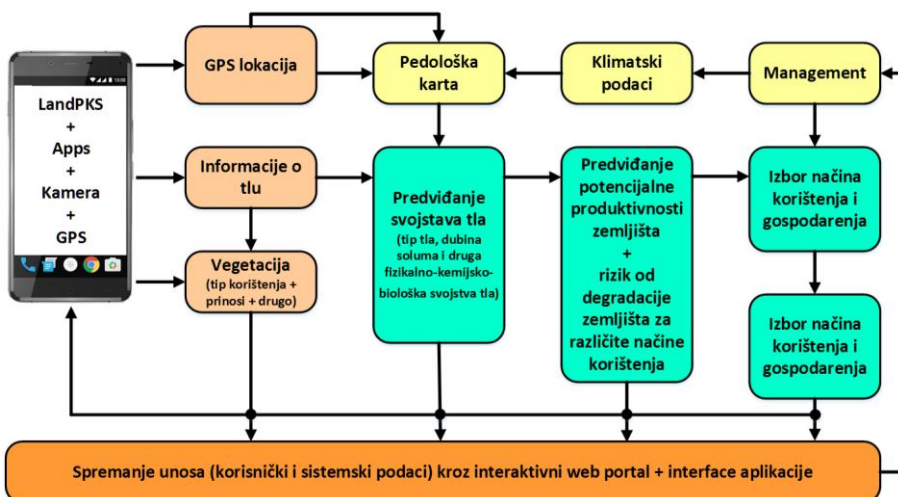 LandPKS
+
Apps
+
Kamera
+
GPS
GPS lokacija
Pedološka
karta
Klimatski
podaci
Management
Informacije o
tlu
Vegetacija
(tip korištenja +
prinosi + drugo)
Predviđanje
svojstava tla
(tip tla, dubina
soluma i druga
fizikalno-kemijsko-
biološka svojstva tla)
Predviđanje
potencijalne
produktivnosti
zemljišta
+
rizik od
degradacije
zemljišta za
različite načine
korištenja
Izbor načina
korištenja i
gospodarenja
Izbor načina
korištenja i
gospodarenja
Spremanje unosa (korisnički i sistemski podaci) kroz interaktivni web portal + interface aplikacije